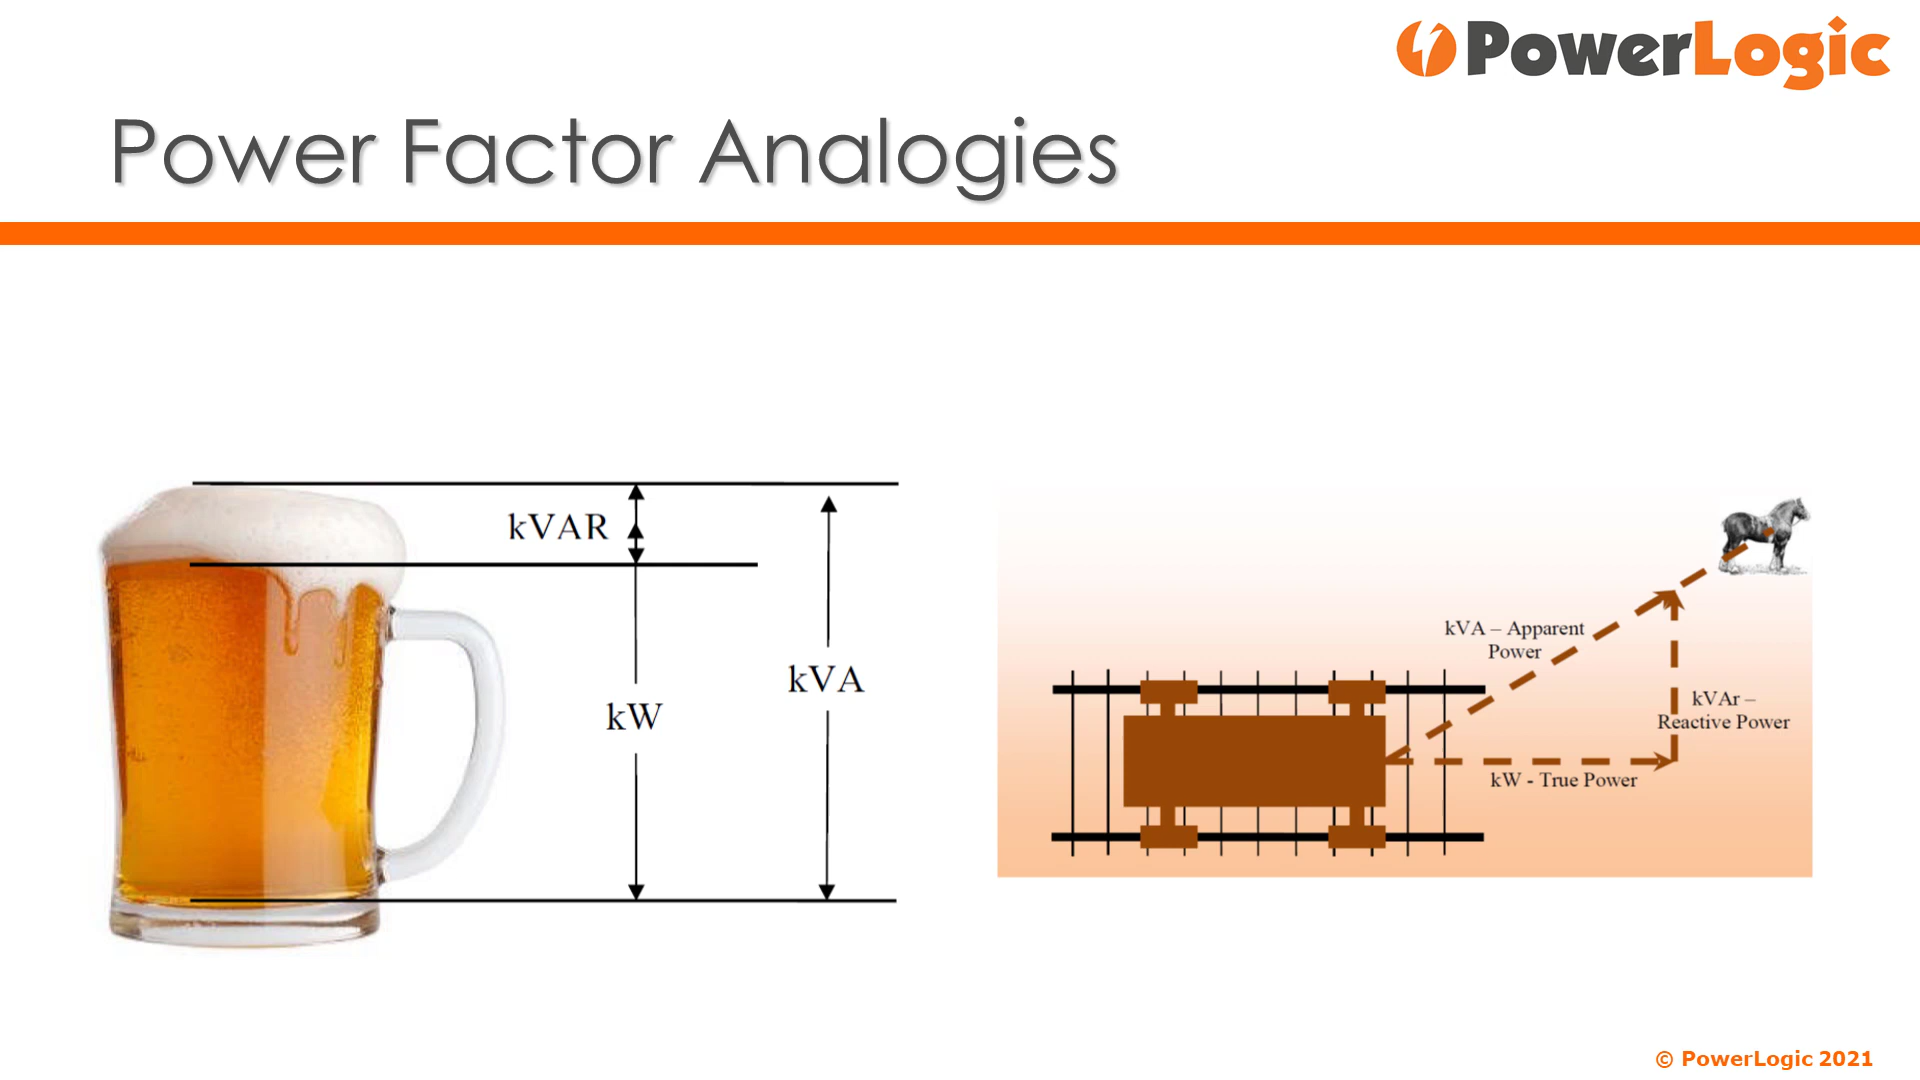 PowerLogic
Power Factor Analogies
kVAR
kW
kVA
kVA – Apparent
Power
kVAr –
Reactive Power
kW - True Power
© PowerLogic 2021